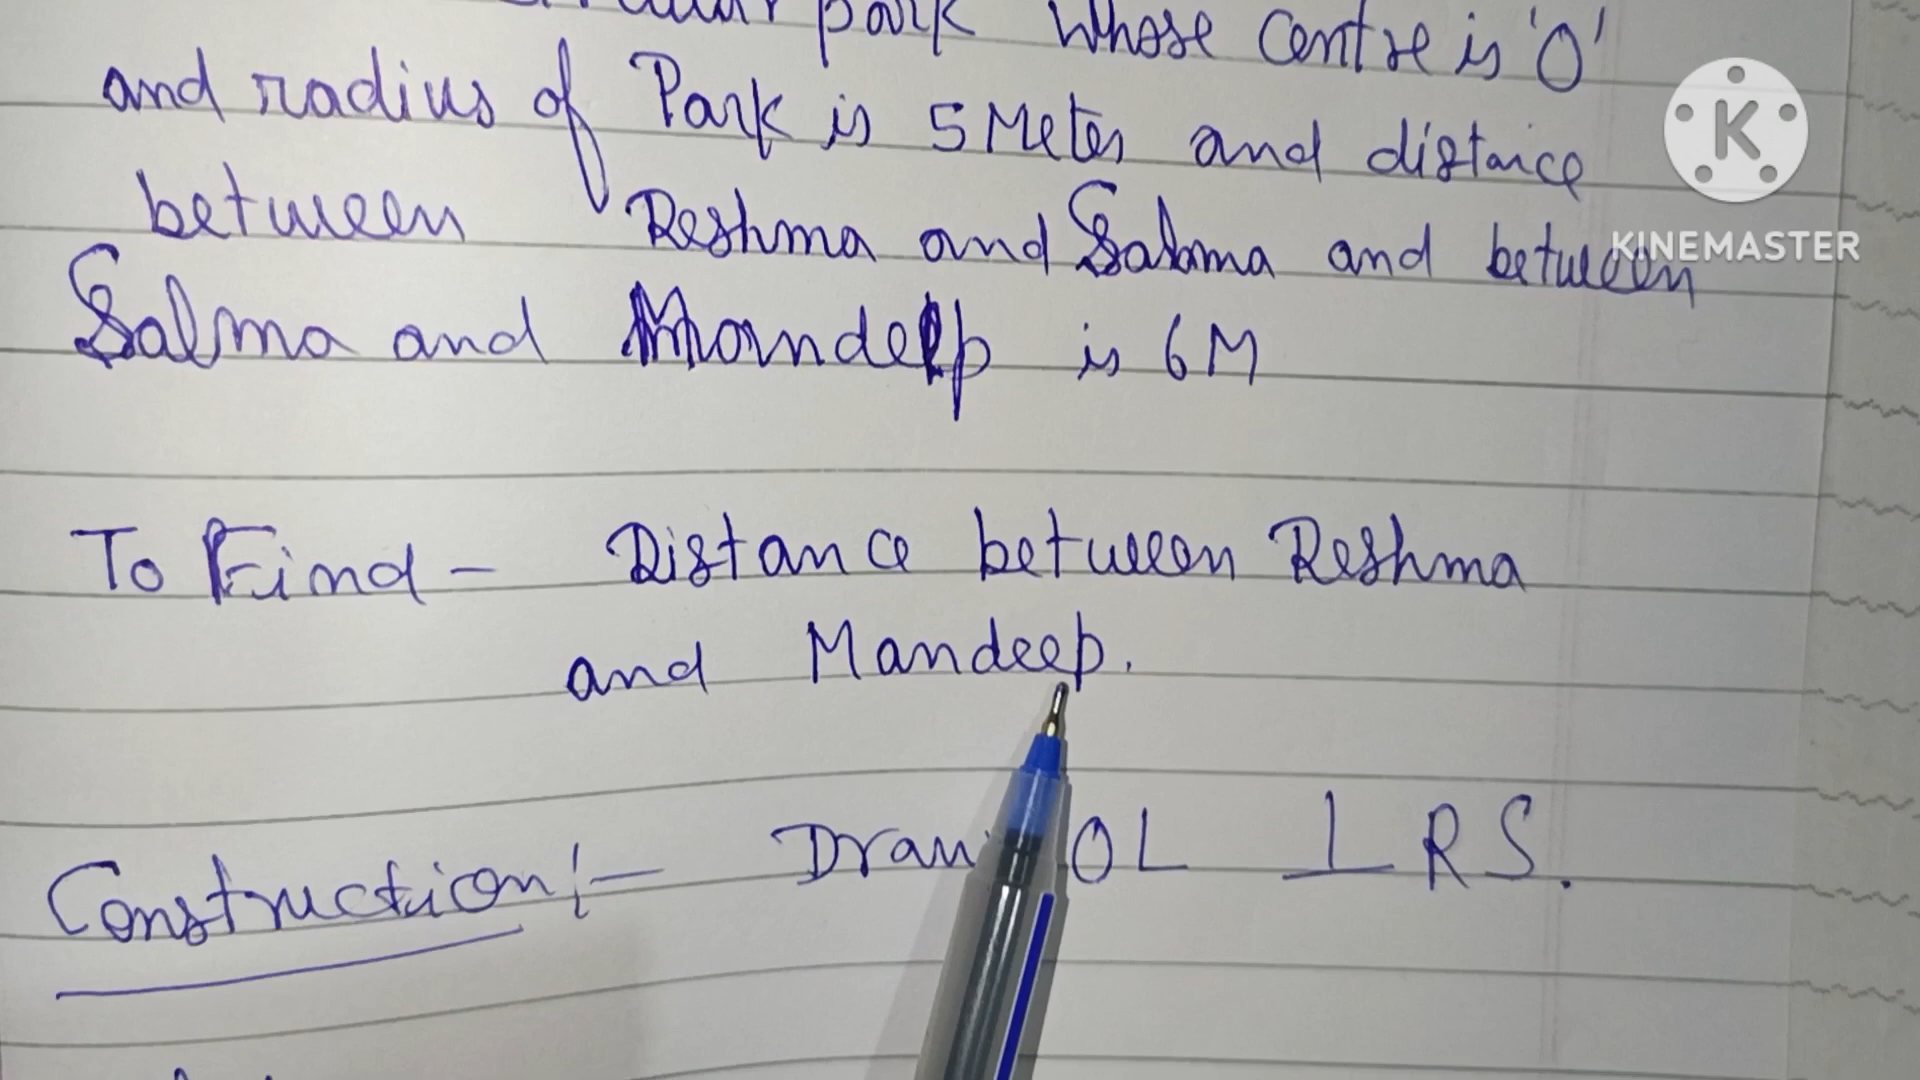 park whose centre is 'O'
and radius of Park is 5 Meter and distance
between Reshma and Salma and between
Salma and Mandeep is 6M
To Find - Distance between Reshma
and Mandeep.
Construction :- Draw OL ⊥ RS.
K
KINEMASTER